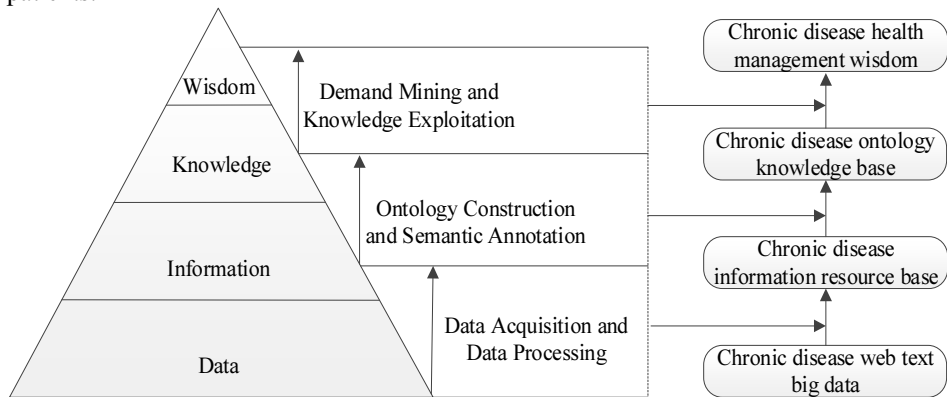 patients.
Wisdom
Knowledge
Information
Data
Demand Mining and
Knowledge Exploitation
Ontology Construction
and Semantic Annotation
Data Acquisition and
Data Processing
Chronic disease health
management wisdom
Chronic disease ontology
knowledge base
Chronic disease
information resource base
Chronic disease web text
big data